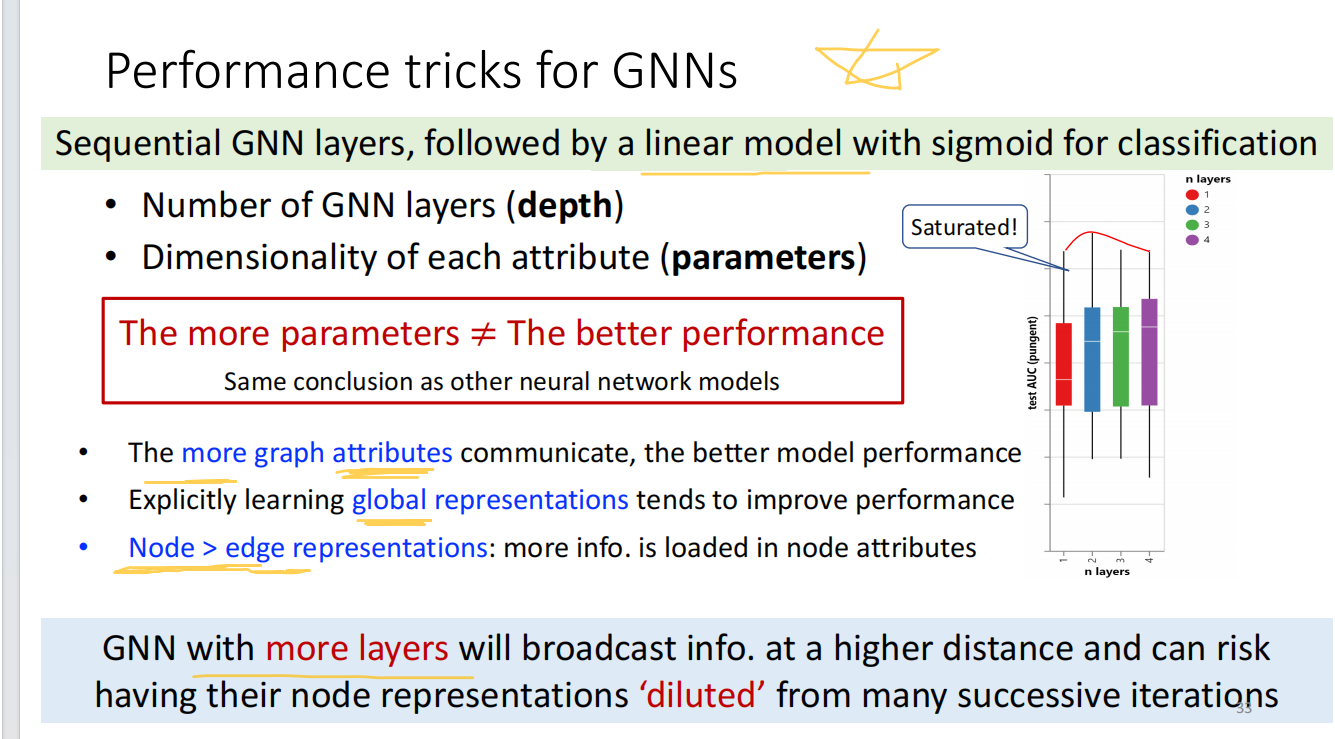 Performance tricks for GNNs
Sequential GNN layers, followed by a linear model with sigmoid for classification
• Number of GNN layers (depth)
• Dimensionality of each attribute (parameters)
The more parameters ≠ The better performance
Same conclusion as other neural network models
Saturated!
n layers
1
2
3
4
test AUC (pungent)
1
2
3
4
n layers
• The more graph attributes communicate, the better model performance
• Explicitly learning global representations tends to improve performance
• Node > edge representations: more info. is loaded in node attributes
GNN with more layers will broadcast info. at a higher distance and can risk
having their node representations ‘diluted’ from many successive iterations
33